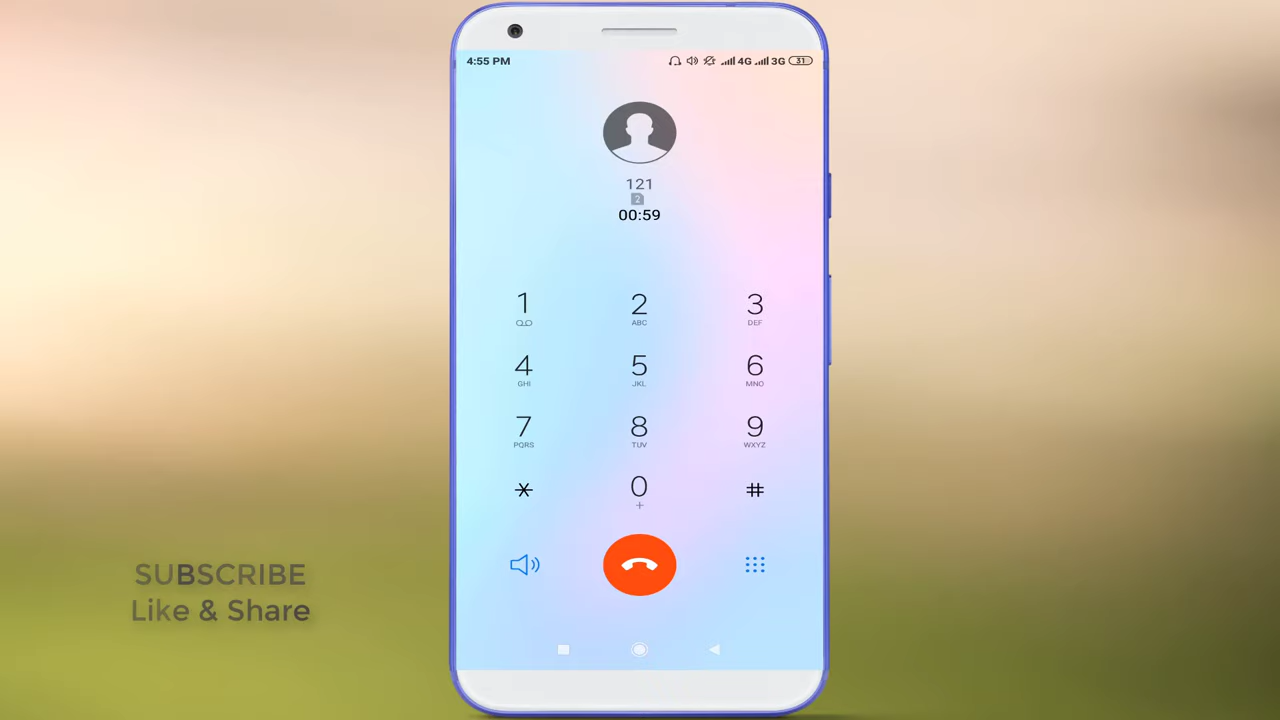 4:55 PM 4G 3G 31
121
2
00:59
1 2 3
ABC DEF
4 5 6
GHI JKL MNO
7 8 9
PQRS TUV WXYZ
* 0 #
+
SUBSCRIBE
Like & Share